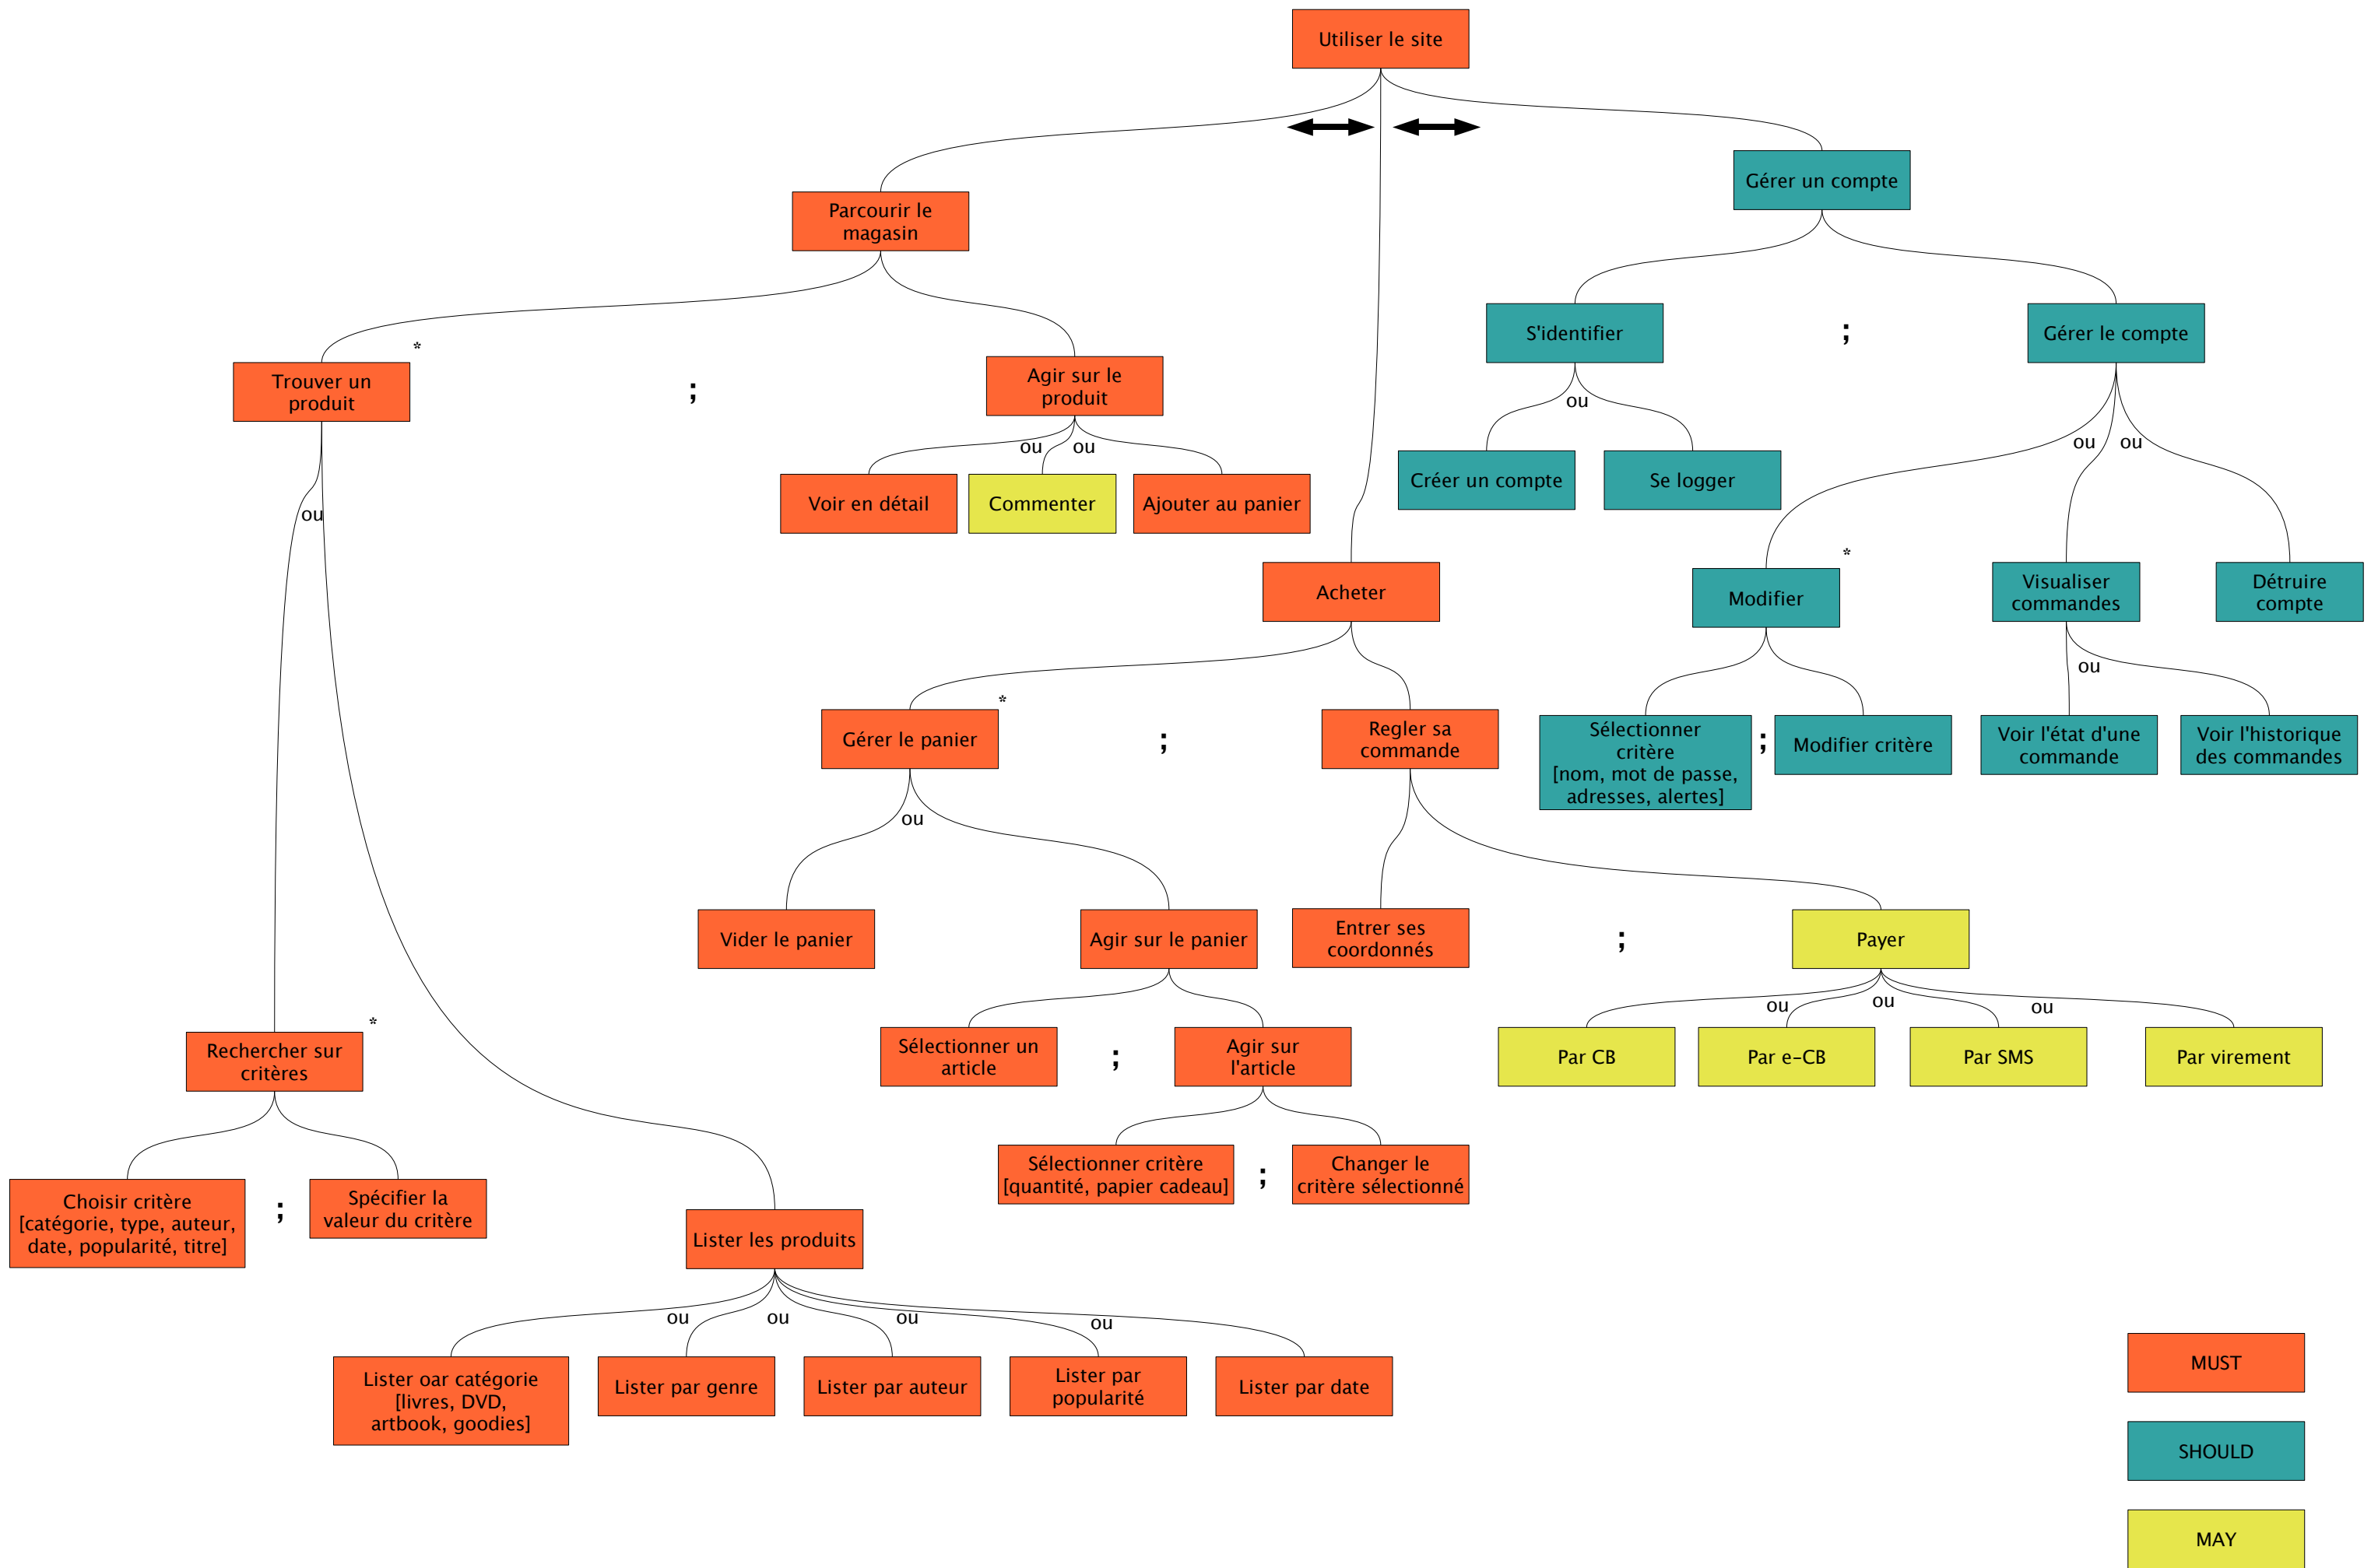 Utiliser le site
Gérer un compte
Parcourir le
magasin
S'identifier
;
Gérer le compte
*
Trouver un
produit
;
Agir sur le
produit
ou
ou
ou
ou
ou
Voir en détail
Commenter
Ajouter au panier
Créer un compte
Se logger
ou
*
Acheter
Modifier
Visualiser
commandes
Détruire
compte
ou
*
Gérer le panier
;
Regler sa
commande
Sélectionner
critère
[nom, mot de passe,
adresses, alertes]
;
Modifier critère
Voir l'état d'une
commande
Voir l'historique
des commandes
ou
Vider le panier
Agir sur le panier
Entrer ses
coordonnés
;
Payer
ou
ou
ou
*
Rechercher sur
critères
Sélectionner un
article
;
Agir sur
l'article
Par CB
Par e-CB
Par SMS
Par virement
Choisir critère
[catégorie, type, auteur,
date, popularité, titre]
;
Spécifier la
valeur du critère
Sélectionner critère
[quantité, papier cadeau]
;
Changer le
critère sélectionné
Lister les produits
ou
ou
ou
ou
Lister oar catégorie
[livres, DVD,
artbook, goodies]
Lister par genre
Lister par auteur
Lister par
popularité
Lister par date
MUST
SHOULD
MAY